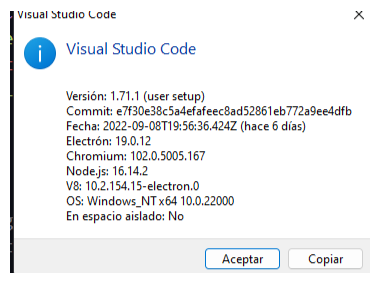 Visual Studio Code
Visual Studio Code
Versión: 1.71.1 (user setup)
Commit: e7f30e38c5a4efafeec8ad52861eb772a9ee4dfb
Fecha: 2022-09-08T19:56:36.424Z (hace 6 días)
Electrón: 19.0.12
Chromium: 102.0.5005.167
Node.js: 16.14.2
V8: 10.2.154.15-electron.0
OS: Windows_NT x64 10.0.22000
En espacio aislado: No
Aceptar Copiar